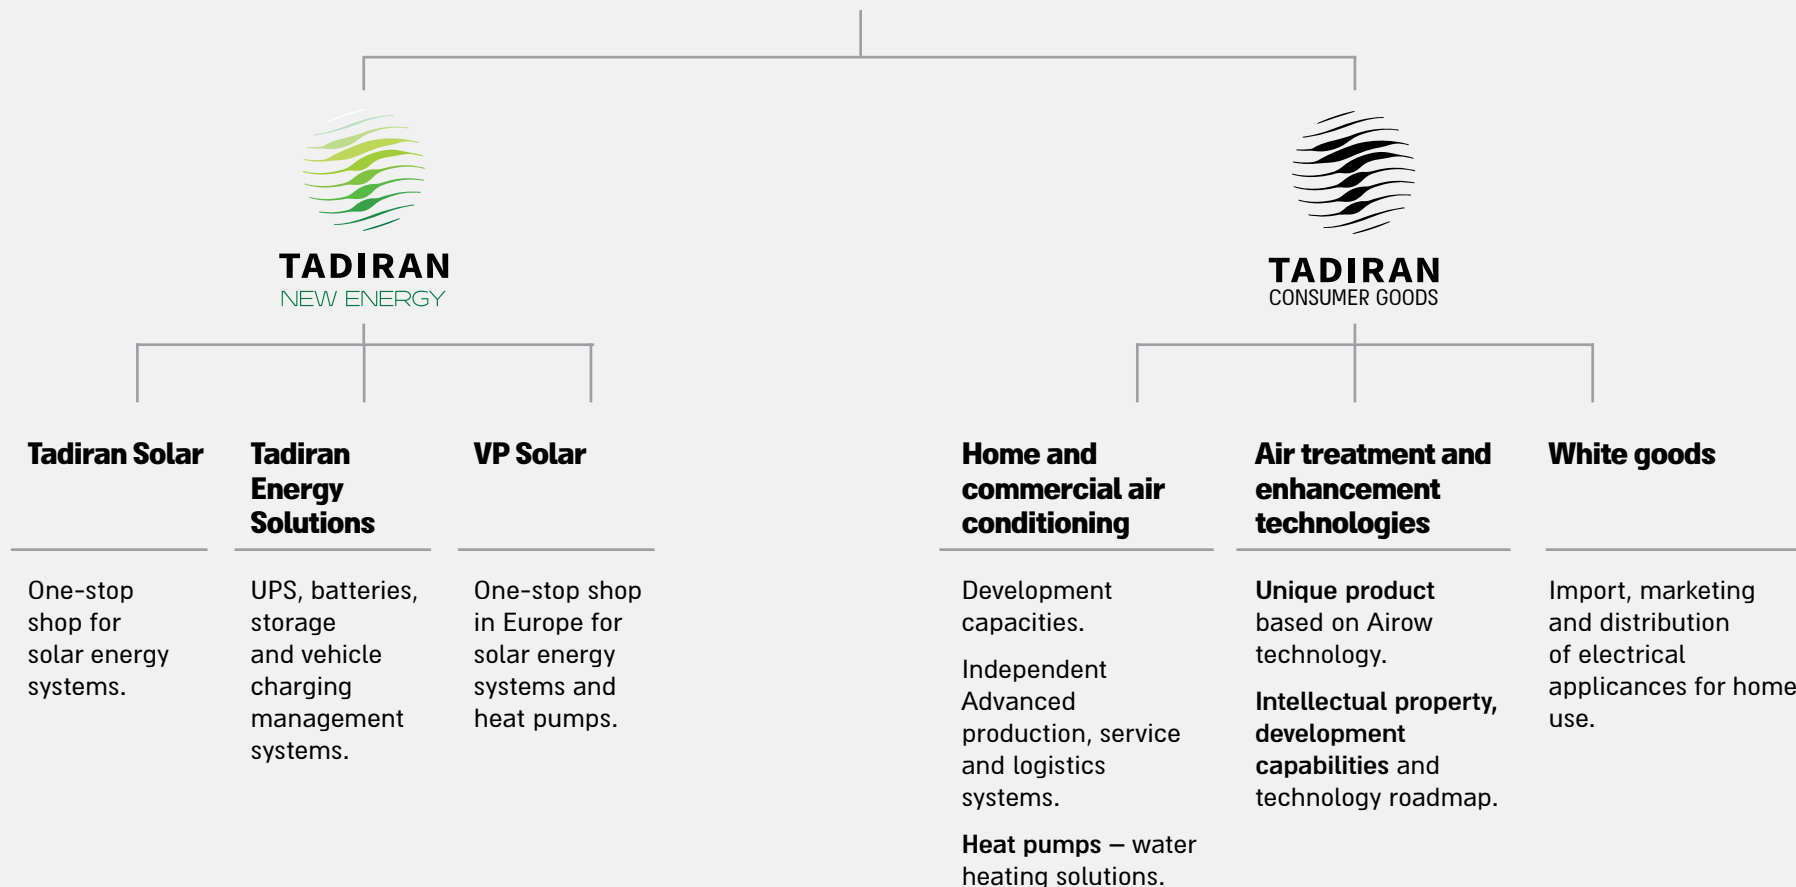 TADIRAN
NEW ENERGY
TADIRAN
CONSUMER GOODS
Tadiran Solar
One-stop
shop for
solar energy
systems.
Tadiran
Energy
Solutions
UPS, batteries,
storage
and vehicle
charging
management
systems.
VP Solar
One-stop shop
in Europe for
solar energy
systems and
heat pumps.
Home and
commercial air
conditioning
Development
capacities.
Independent
Advanced
production, service
and logistics
systems.
Heat pumps – water
heating solutions.
Air treatment and
enhancement
technologies
Unique product
based on Airow
technology.
Intellectual property,
development
capabilities and
technology roadmap.
White goods
Import, marketing
and distribution
of electrical
applicances for home
use.